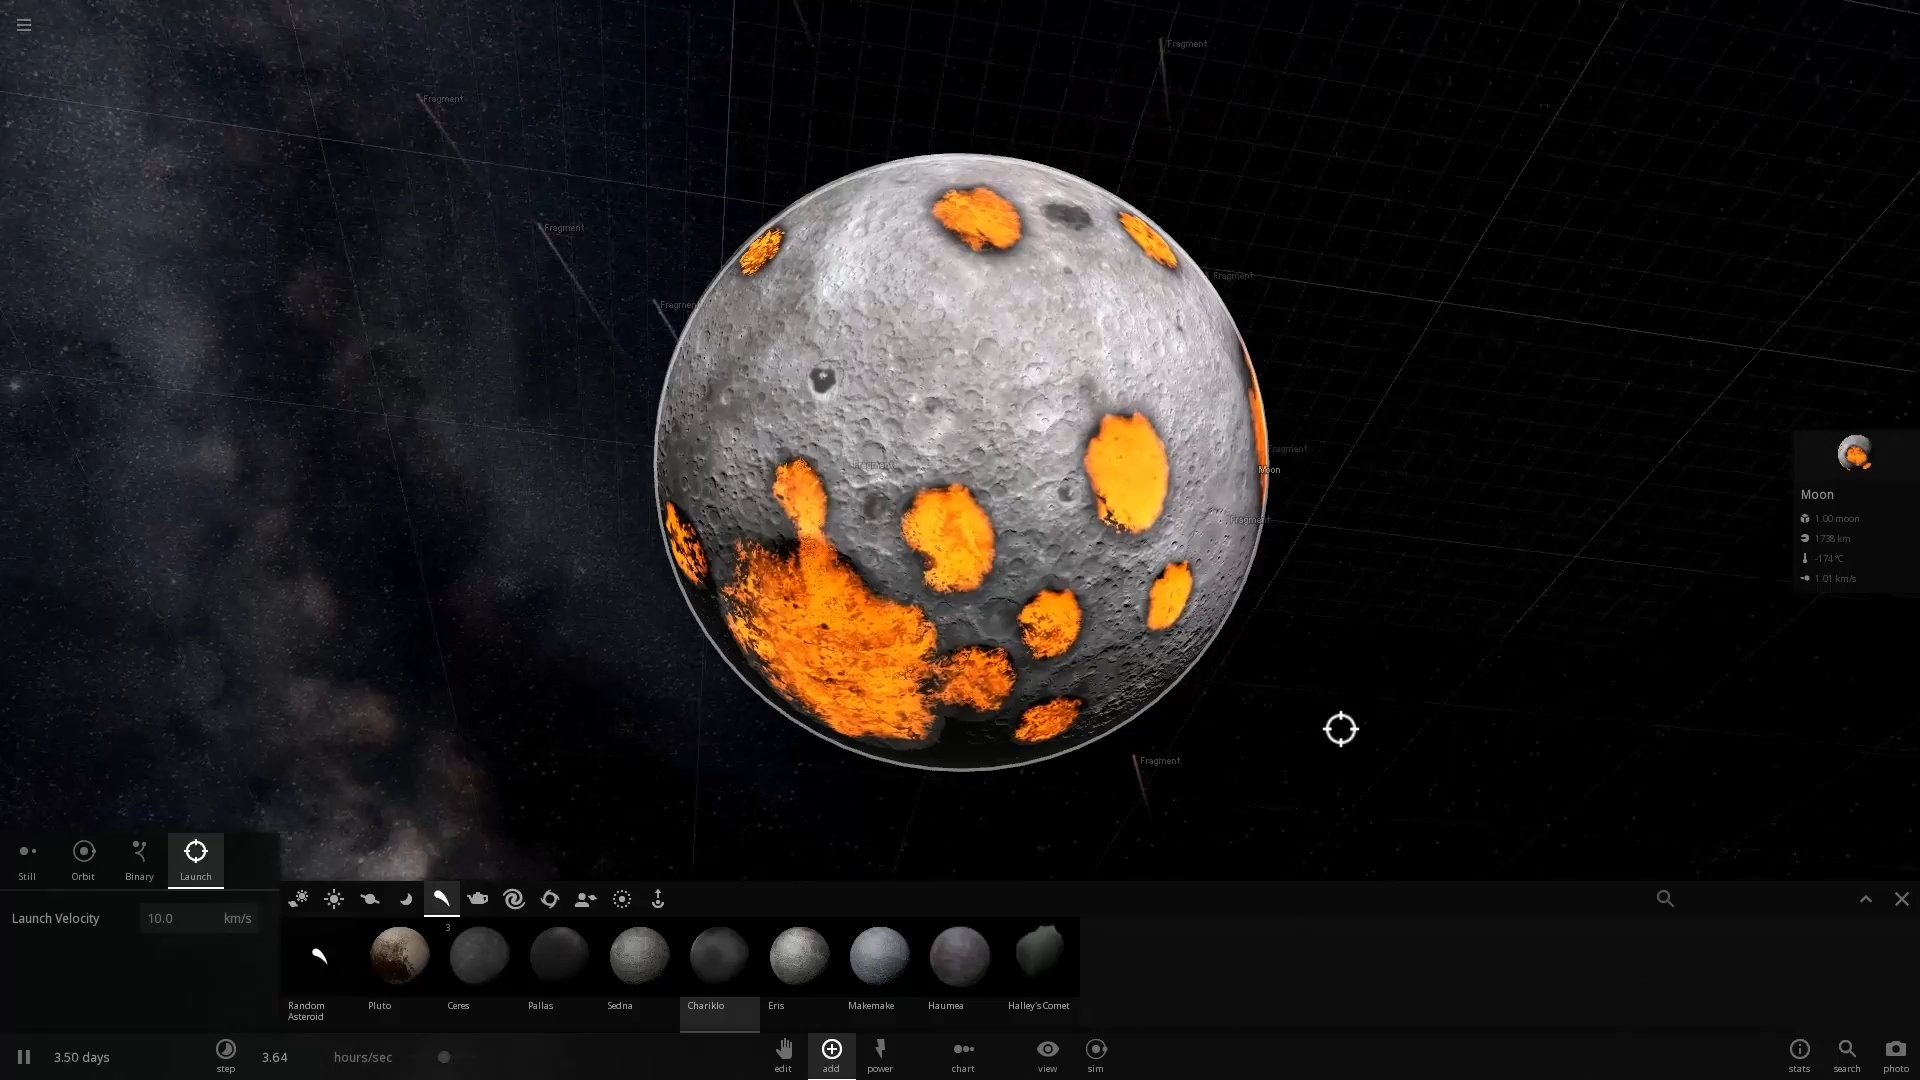 Fragment
Fragment
Fragment
Fragment
Fragment
Fragment
Fragment
Moon
Fragment
Fragment
Moon
1.00 moon
1738 km
-174 °C
1.01 km/s
Still
Orbit
Binary
Launch
Launch Velocity
10.0 km/s
3
Random
Asteroid
Pluto
Ceres
Pallas
Sedna
Chariklo
Eris
Makemake
Haumea
Halley's Comet
3.50 days
step
3.64 hours/sec
edit
add
power
chart
view
sim
stats
search
photo